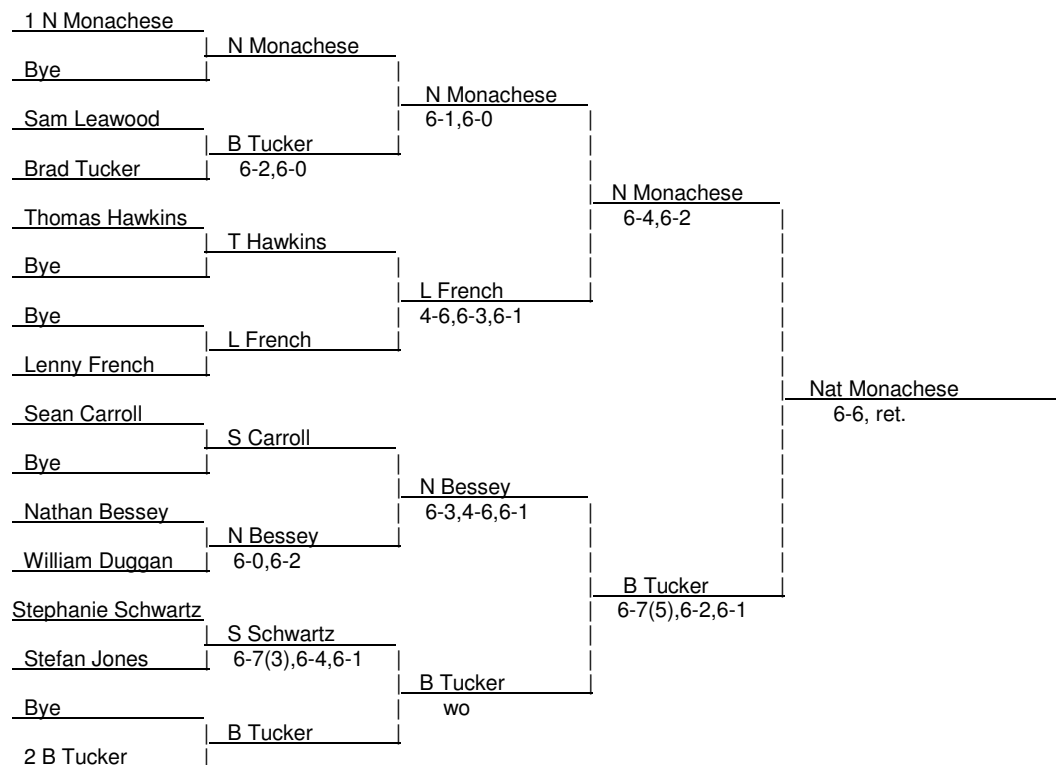 1 N Monachese
N Monachese
Bye
N Monachese
Sam Leawood
6-1,6-0
B Tucker
Brad Tucker
6-2,6-0
N Monachese
Thomas Hawkins
6-4,6-2
T Hawkins
Bye
L French
Bye
4-6,6-3,6-1
L French
Lenny French
Nat Monachese
Sean Carroll
6-6, ret.
S Carroll
Bye
N Bessey
Nathan Bessey
6-3,4-6,6-1
N Bessey
William Duggan
6-0,6-2
B Tucker
Stephanie Schwartz
6-7(5),6-2,6-1
S Schwartz
Stefan Jones
6-7(3),6-4,6-1
B Tucker
Bye
wo
B Tucker
2 B Tucker